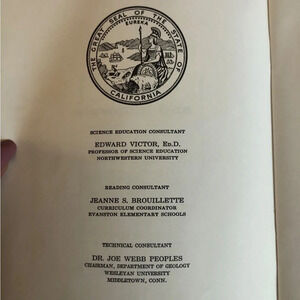 THE GREAT SEAL OF THE STATE OF CALIFORNIA
EUREKA
SCIENCE EDUCATION CONSULTANT
EDWARD VICTOR, ED.D.
PROFESSOR OF SCIENCE EDUCATION
NORTHWESTERN UNIVERSITY
READING CONSULTANT
JEANNE S. BROUILLETTE
CURRICULUM COORDINATOR
EVANSTON ELEMENTARY SCHOOLS
TECHNICAL CONSULTANT
DR. JOE WEBB PEOPLES
CHAIRMAN, DEPARTMENT OF GEOLOGY
WESLEYAN UNIVERSITY
MIDDLETOWN, CONN.